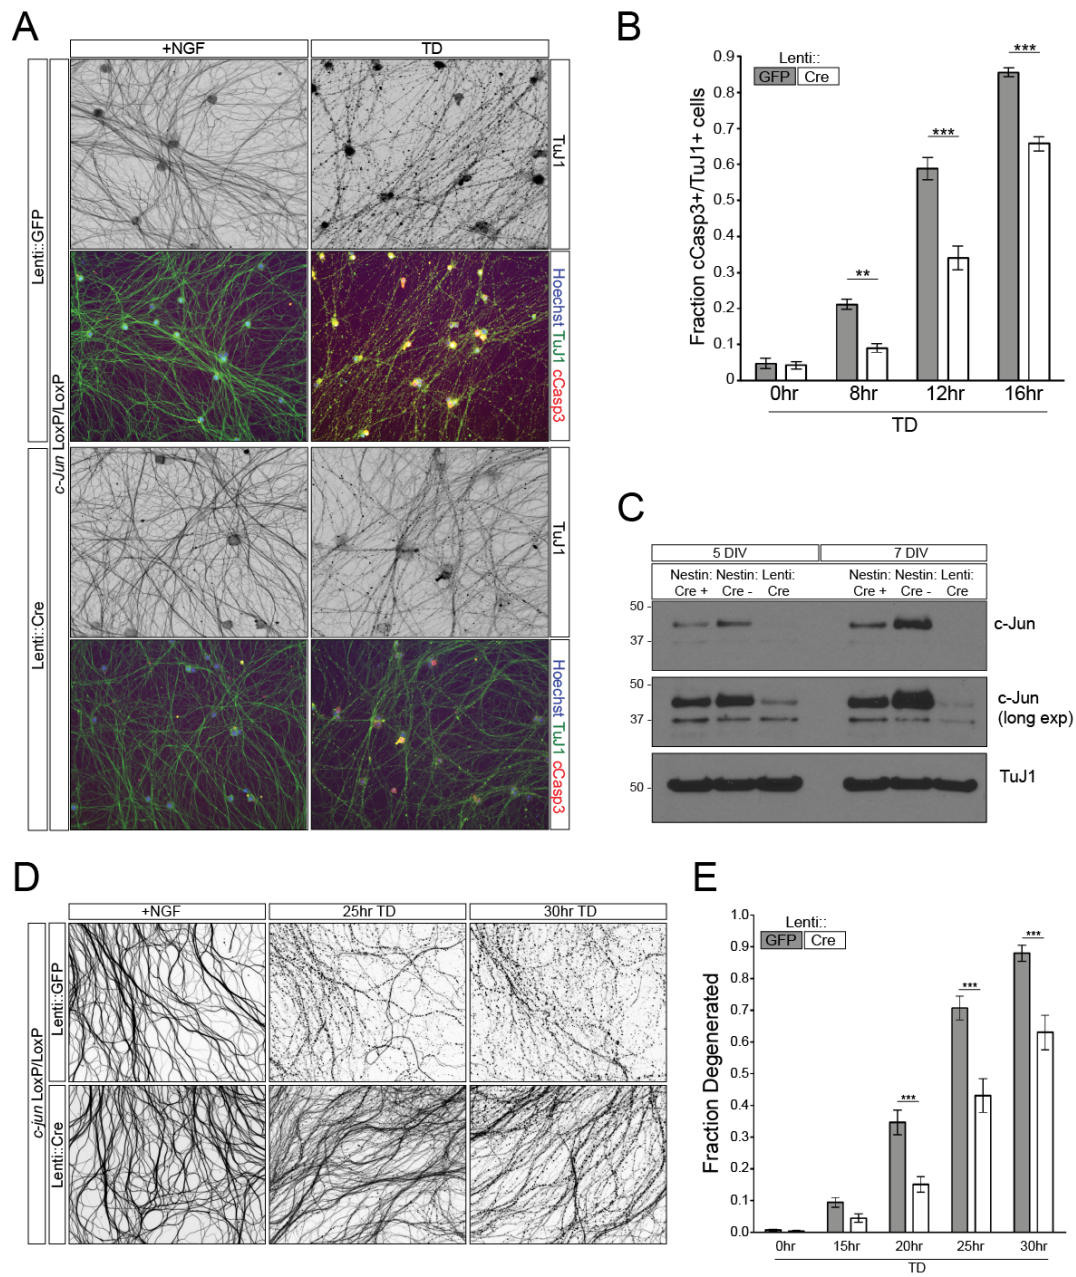 A
+NGF
TD
Lenti::GFP
Lenti::Cre
c-Jun LoxP/LoxP
TuJ1
Hoechst TuJ1 cCasp3
TuJ1
Hoechst TuJ1 cCasp3
B
Lenti::
GFP Cre
Fraction cCasp3+/TuJ1+ cells
0.9
0.8
0.7
0.6
0.5
0.4
0.3
0.2
0.1
0
**
***
***
0hr 8hr 12hr 16hr
TD
C
5 DIV 7 DIV
Nestin: Nestin: Lenti: Nestin: Nestin: Lenti:
Cre + Cre - Cre Cre + Cre - Cre
50 -
37 -
c-Jun
50 -
37 -
c-Jun
(long exp)
50 -
TuJ1
D
+NGF 25hr TD 30hr TD
c-jun LoxP/LoxP
Lenti::GFP
Lenti::Cre
E
Lenti::
GFP Cre
Fraction Degenerated
1.0
0.9
0.8
0.7
0.6
0.5
0.4
0.3
0.2
0.1
0.0
***
***
***
0hr 15hr 20hr 25hr 30hr
TD